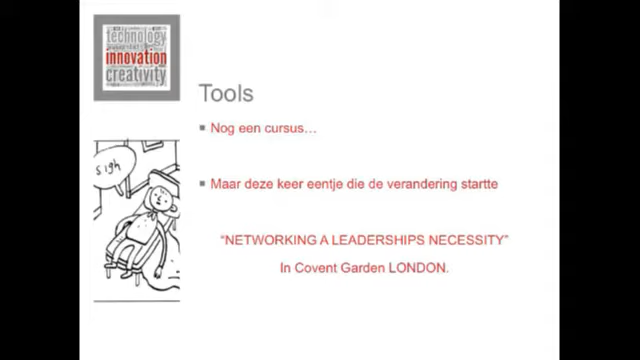 technology
innovation
creativity
Tools
Nog een cursus…
sigh
Maar deze keer eentje die de verandering startte
“NETWORKING A LEADERSHIPS NECESSITY”
In Covent Garden LONDON.